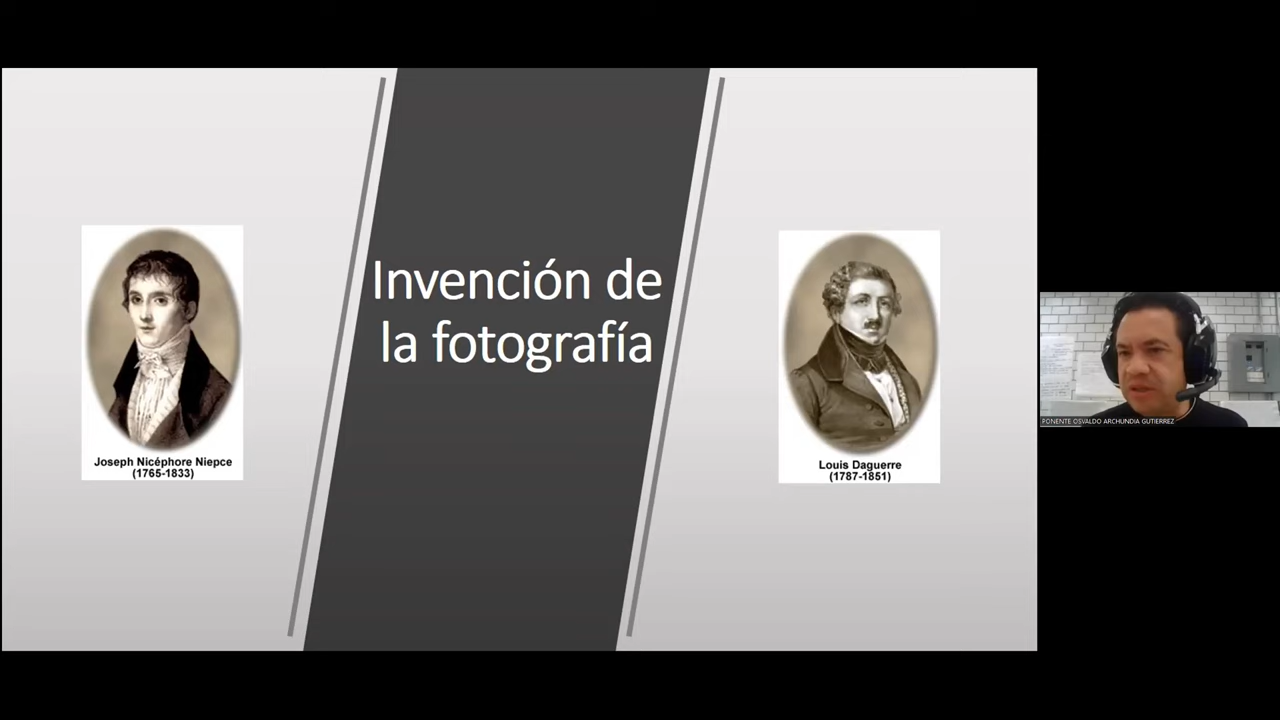 Invención de
la fotografía
Joseph Nicéphore Niepce
(1765-1833)
Louis Daguerre
(1787-1851)
PONENTE OSVALDO ARCHUNDIA GUTIERREZ